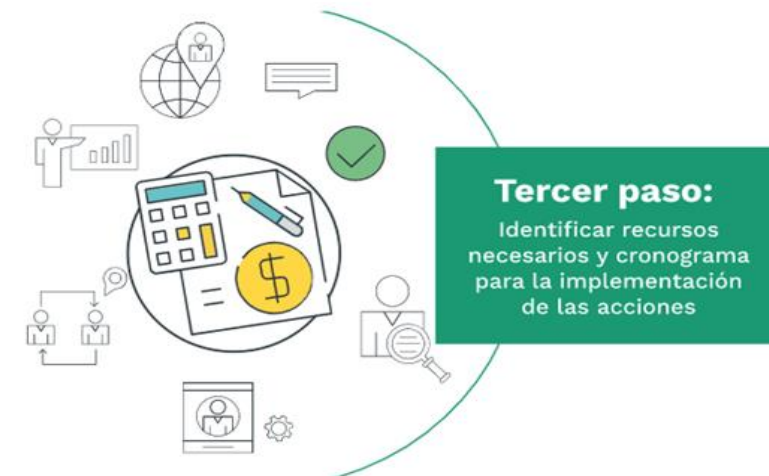 Tercer paso:
Identificar recursos
necesarios y cronograma
para la implementación
de las acciones
$